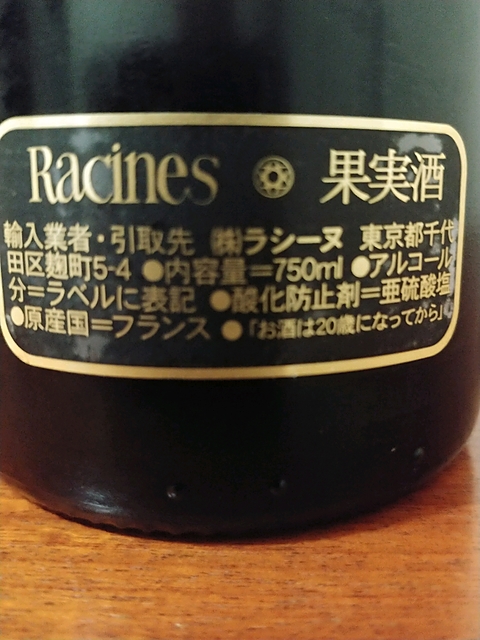 Racines 果実酒
輸入業者・引取先 ㈱ラシーヌ 東京都千代
田区麹町5-4 ●内容量=750ml ●アルコール
分=ラベルに表記 ●酸化防止剤=亜硫酸塩
●原産国=フランス ●「お酒は20歳になってから」